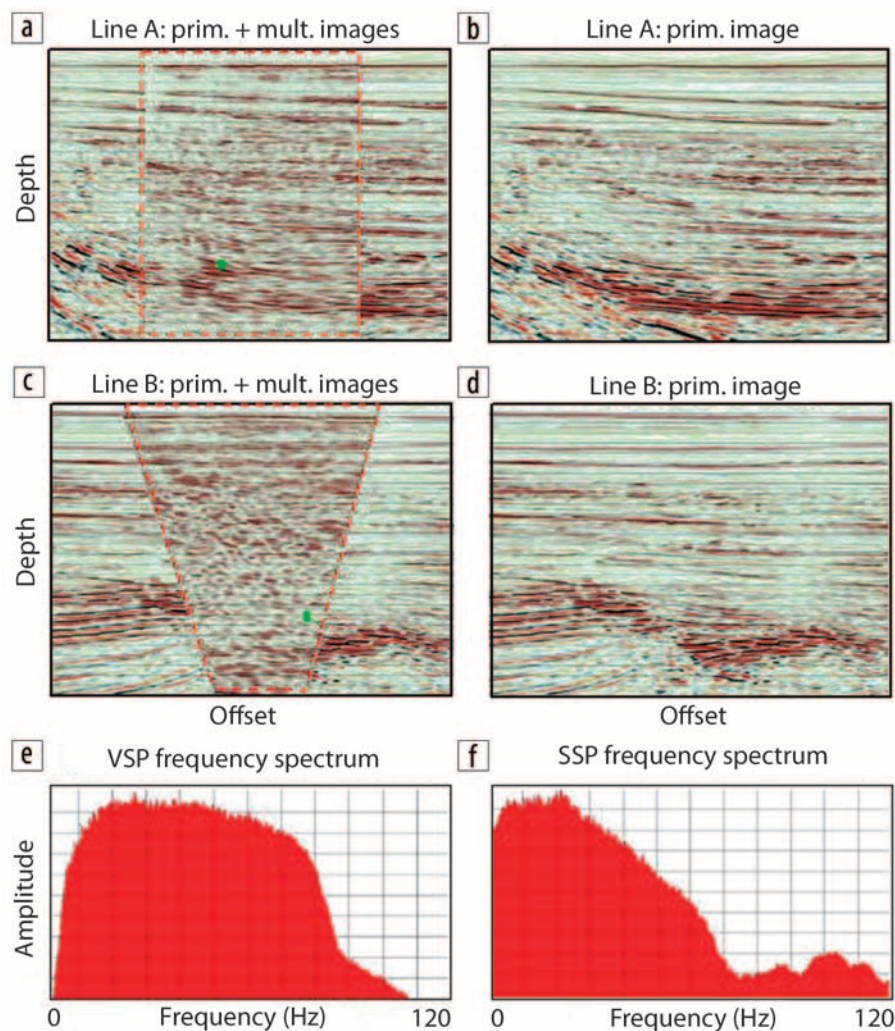 a Line A: prim. + mult. images
b Line A: prim. image
Depth
c Line B: prim. + mult. images
d Line B: prim. image
Depth
Offset
Offset
e VSP frequency spectrum
f SSP frequency spectrum
Amplitude
0 Frequency (Hz) 120
0 Frequency (Hz) 120